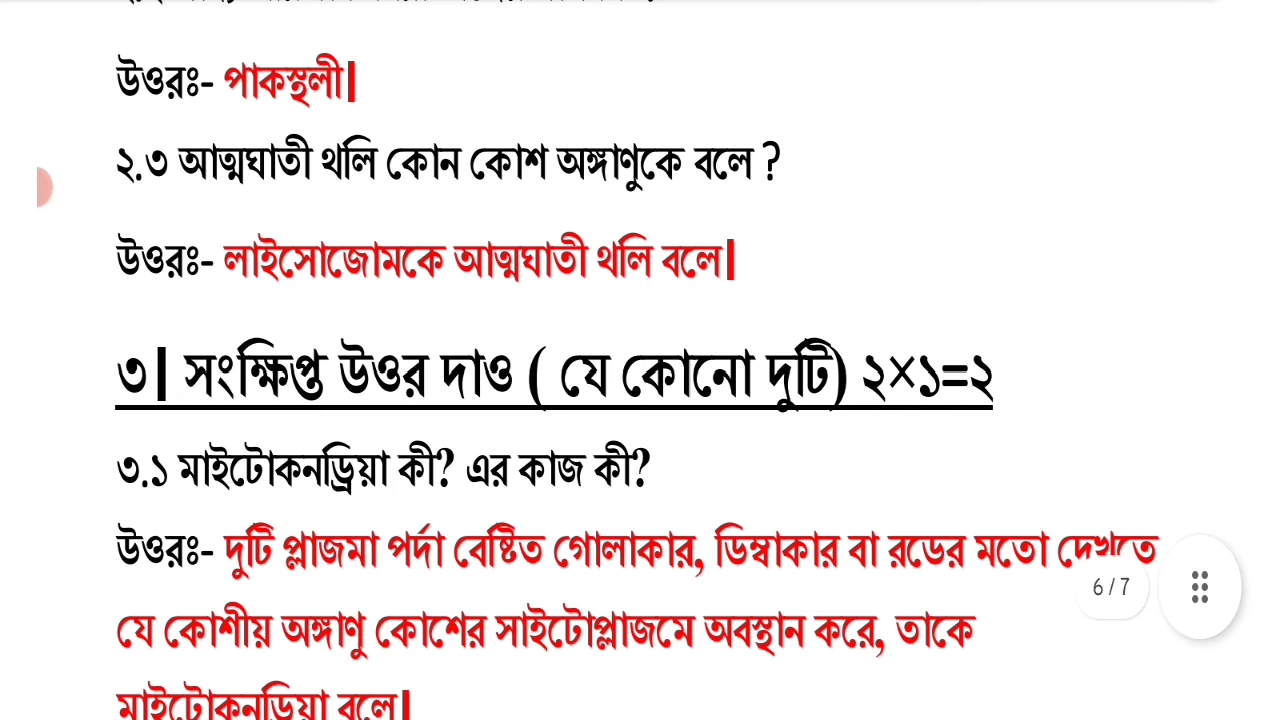 উওরঃ- পাকস্থলী।
২.৩ আত্মঘাতী থলি কোন কোশ অঙ্গাণুকে বলে ?
উওরঃ- লাইসোজোমকে আত্মঘাতী থলি বলে।
৩। সংক্ষিপ্ত উওর দাও ( যে কোনো দুটি) ২×১=২
৩.১ মাইটোকনড্রিয়া কী? এর কাজ কী?
উওরঃ- দুটি প্লাজমা পর্দা বেষ্টিত গোলাকার, ডিম্বাকার বা রডের মতো দেখতে
6 / 7
যে কোশীয় অঙ্গাণু কোশের সাইটোপ্লাজমে অবস্থান করে, তাকে
মাইটোকনড্রিয়া বলে।